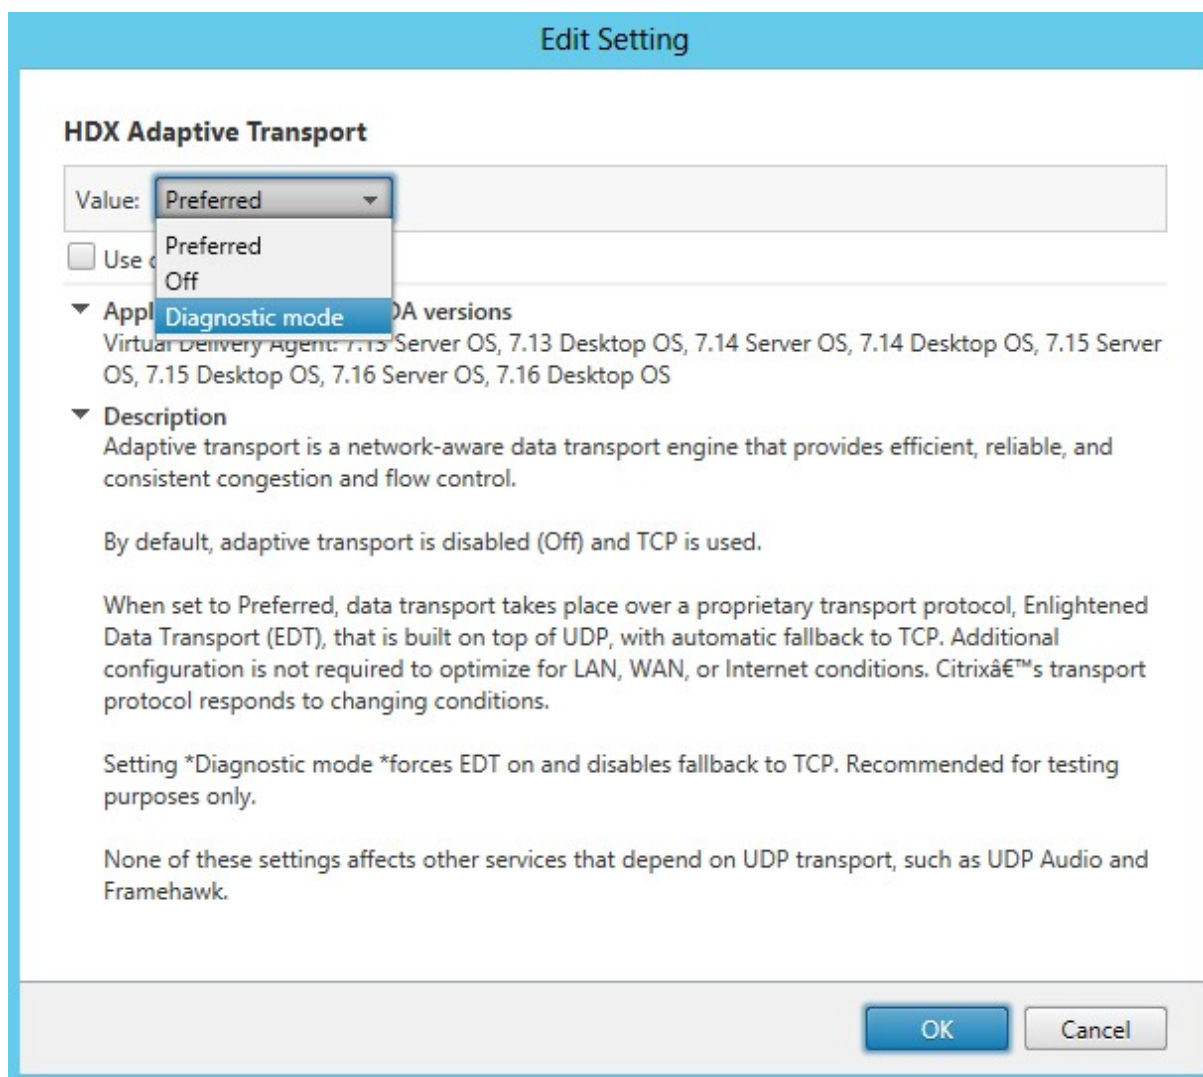 Edit Setting
HDX Adaptive Transport
Value: Preferred
Preferred
Use
Off
Diagnostic mode
Appl DA versions
Virtual Delivery Agent: 7.13 Server OS, 7.13 Desktop OS, 7.14 Server OS, 7.14 Desktop OS, 7.15 Server
OS, 7.15 Desktop OS, 7.16 Server OS, 7.16 Desktop OS
Description
Adaptive transport is a network-aware data transport engine that provides efficient, reliable, and
consistent congestion and flow control.
By default, adaptive transport is disabled (Off) and TCP is used.
When set to Preferred, data transport takes place over a proprietary transport protocol, Enlightened
Data Transport (EDT), that is built on top of UDP, with automatic fallback to TCP. Additional
configuration is not required to optimize for LAN, WAN, or Internet conditions. Citrixâ€™s transport
protocol responds to changing conditions.
Setting *Diagnostic mode *forces EDT on and disables fallback to TCP. Recommended for testing
purposes only.
None of these settings affects other services that depend on UDP transport, such as UDP Audio and
Framehawk.
OK Cancel